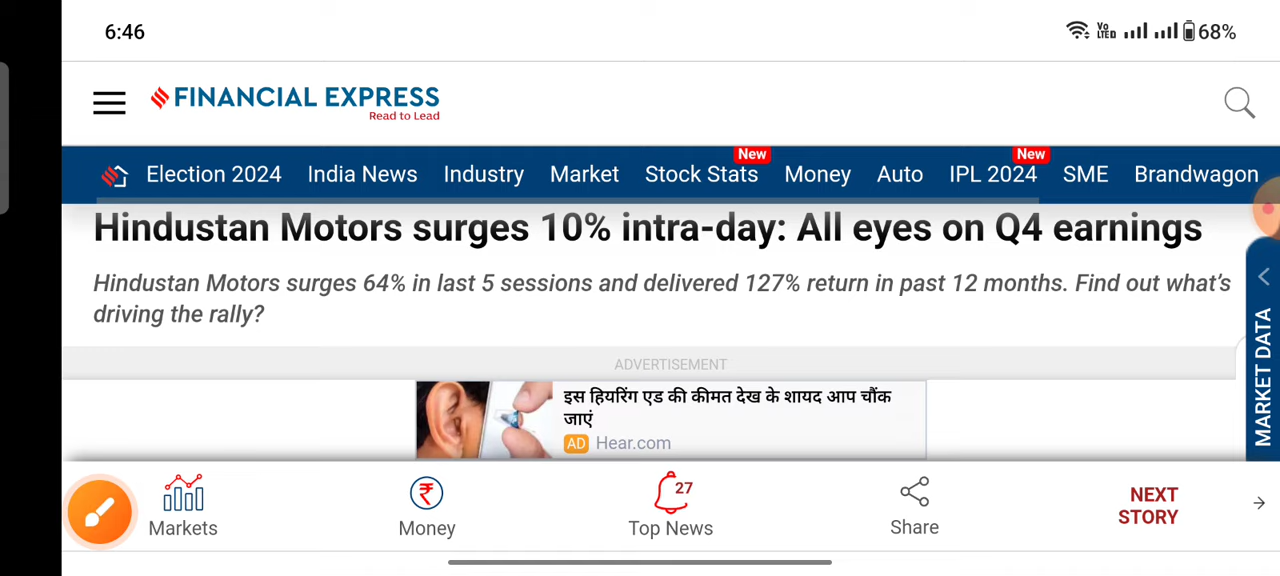 6:46
Vo LTED 68%
FINANCIAL EXPRESS
Read to Lead
New New
Election 2024 India News Industry Market Stock Stats Money Auto IPL 2024 SME Brandwagon
Hindustan Motors surges 10% intra-day: All eyes on Q4 earnings
Hindustan Motors surges 64% in last 5 sessions and delivered 127% return in past 12 months. Find out what's
driving the rally?
MARKET DATA
ADVERTISEMENT
इस हियरिंग एड की कीमत देख के शायद आप चौंक
जाएं
AD Hear.com
27
Markets Money Top News Share
NEXT
STORY